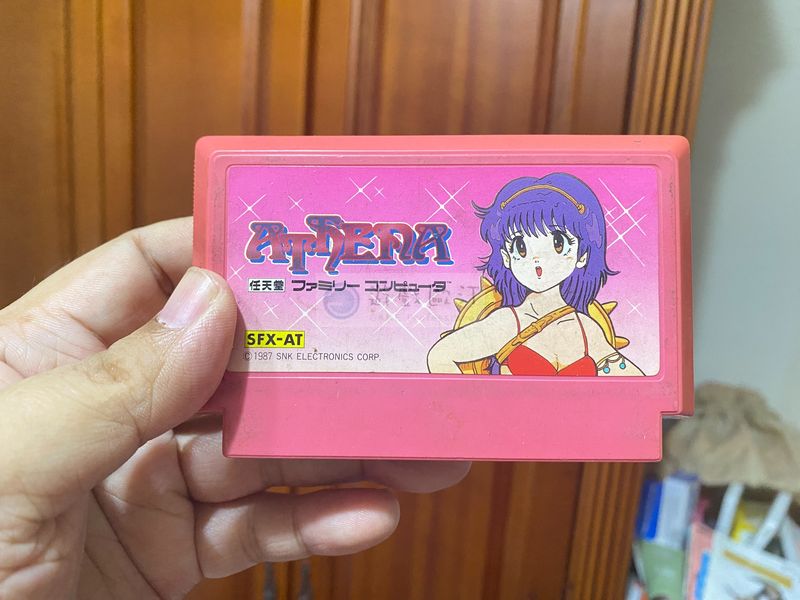 ATHENA
任天堂 ファミリー コンピュータ
SFX-AT
©1987 SNK ELECTRONICS CORP.